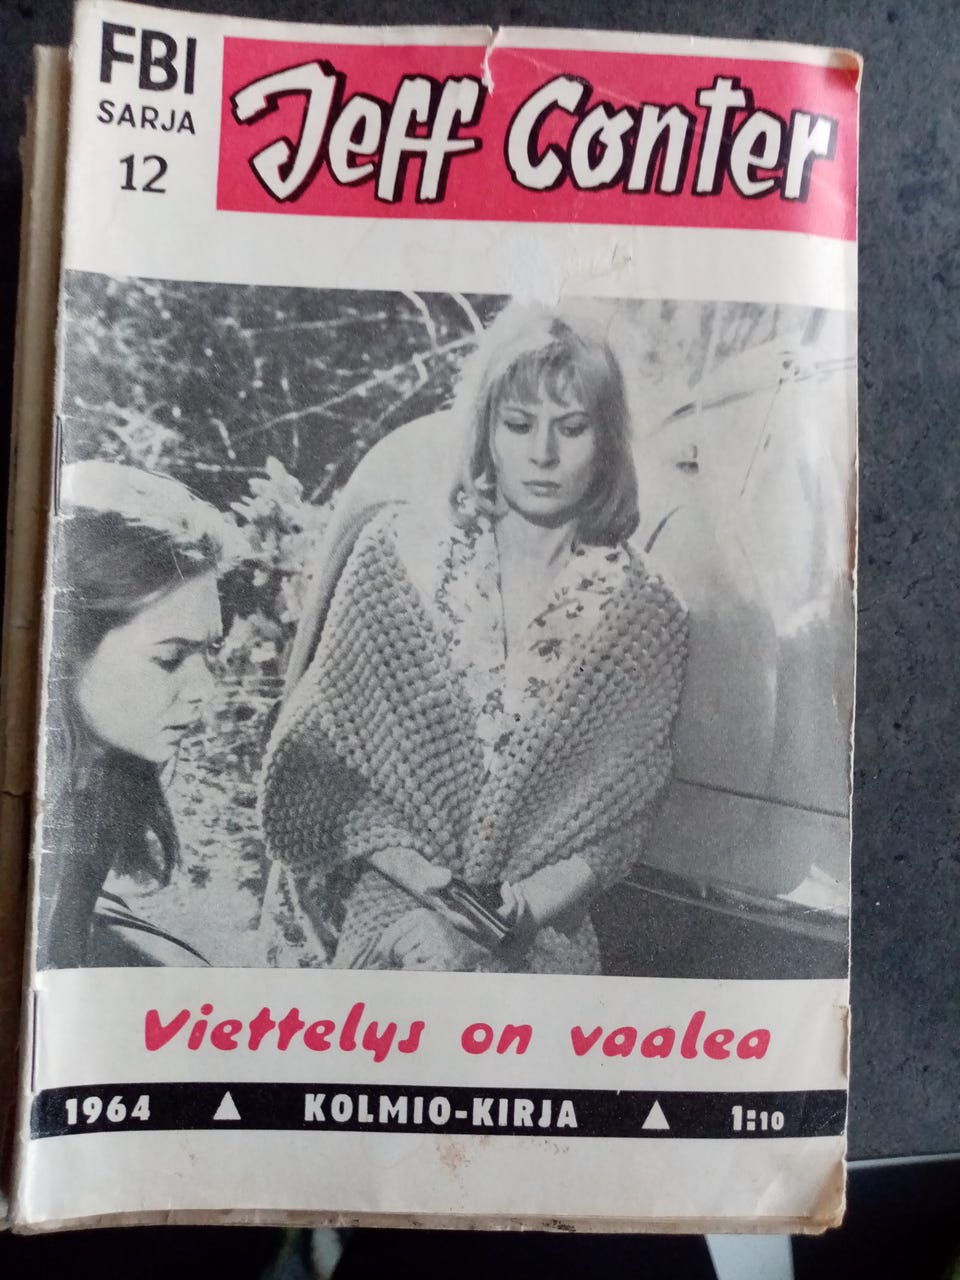 FBI
SARJA
12
Jeff Conter
Viettelys on vaalea
1964 ▲ KOLMIO-KIRJA ▲ 1:10